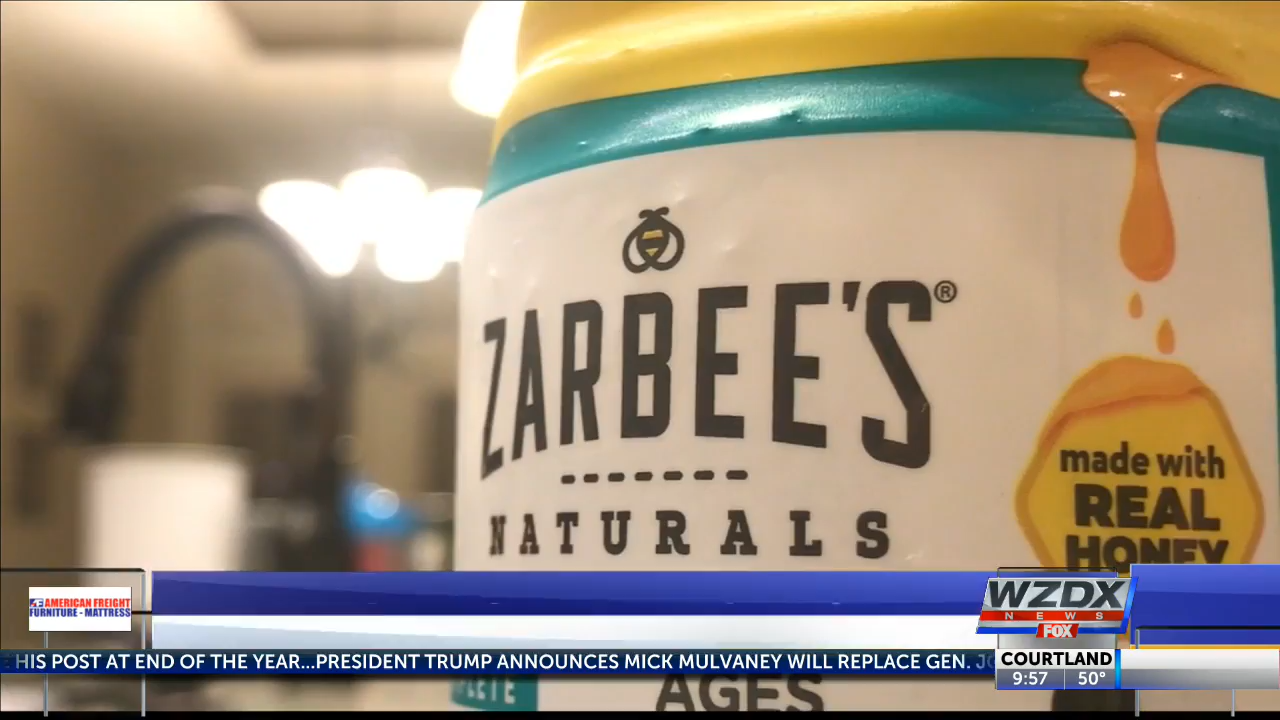 ZARBEE'S®
NATURALS
made with
REAL
HONEY
AMERICAN FREIGHT
FURNITURE - MATTRESS
WZDX
NEWS
FOX
HIS POST AT END OF THE YEAR...PRESIDENT TRUMP ANNOUNCES MICK MULVANEY WILL REPLACE GEN.
COURTLAND
9:57 50°
AGES